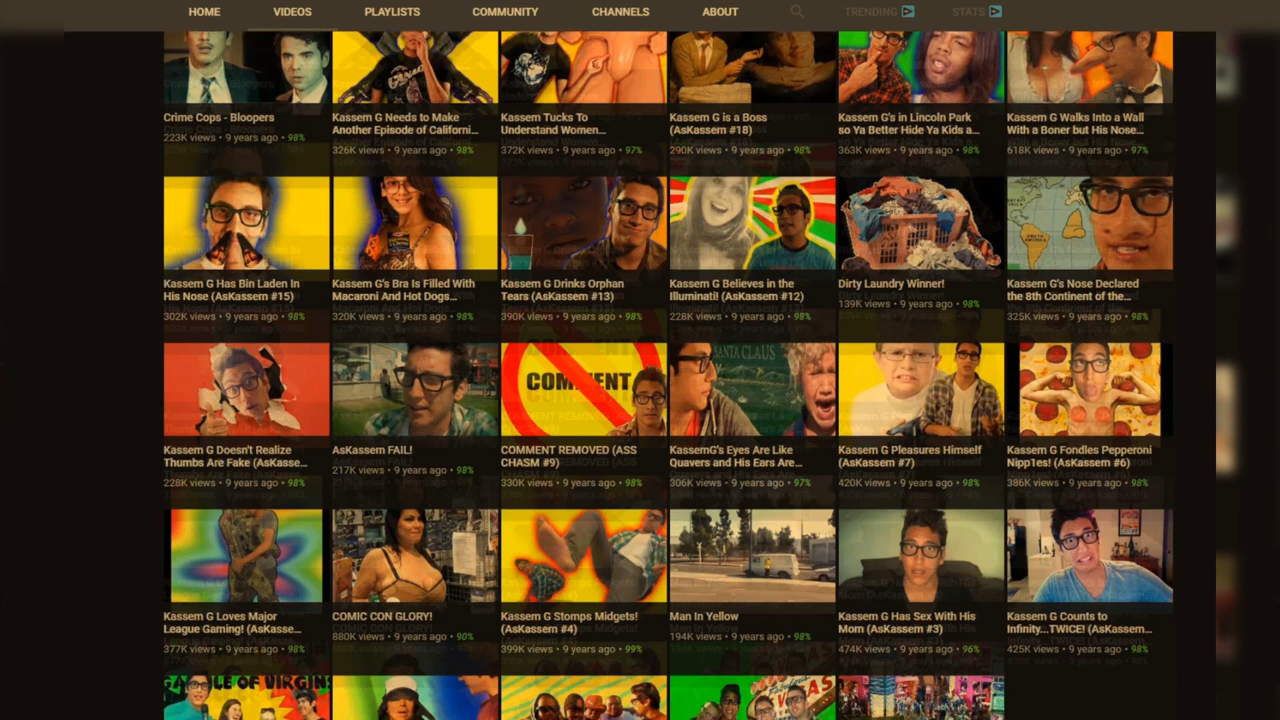 HOME VIDEOS PLAYLISTS COMMUNITY CHANNELS ABOUT TRENDING STATS
Crime Cops - Bloopers
223K views • 9 years ago • 98%
Kassem G Needs to Make
Another Episode of Californi...
326K views • 9 years ago • 98%
Kassem Tucks To
Understand Women...
372K views • 9 years ago • 97%
Kassem G is a Boss
(AsKassem #18)
290K views • 9 years ago • 98%
Kassem G's in Lincoln Park
so Ya Better Hide Ya Kids a...
363K views • 9 years ago • 98%
Kassem G Walks Into a Wall
With a Boner but His Nose...
618K views • 9 years ago • 97%
SOUTH
AMERICA
AFRICA
Kassem G Has Bin Laden In
His Nose (AsKassem #15)
302K views • 9 years ago • 98%
Kassem G's Bra Is Filled With
Macaroni And Hot Dogs...
320K views • 9 years ago • 98%
Kassem G Drinks Orphan
Tears (AsKassem #13)
390K views • 9 years ago • 98%
Kassem G Believes in the
Illuminati! (AsKassem #12)
228K views • 9 years ago • 98%
Dirty Laundry Winner!
139K views • 9 years ago • 98%
Kassem G's Nose Declared
the 8th Continent of the...
325K views • 9 years ago • 98%
COMMENT
SANTA CLAUS
Kassem G Doesn't Realize
Thumbs Are Fake (AsKasse...
228K views • 9 years ago • 98%
AsKassem FAIL!
217K views • 9 years ago • 98%
COMMENT REMOVED (ASS
CHASM #9)
330K views • 9 years ago • 98%
KassemG's Eyes Are Like
Quavers and His Ears Are...
306K views • 9 years ago • 97%
Kassem G Pleasures Himself
(AsKassem #7)
420K views • 9 years ago • 98%
Kassem G Fondles Pepperoni
Nipp1es! (AsKassem #6)
386K views • 9 years ago • 98%
Kassem G Loves Major
League Gaming! (AsKasse...
377K views • 9 years ago • 98%
COMIC CON GLORY!
880K views • 9 years ago • 90%
Kassem G Stomps Midgets!
(AsKassem #4)
399K views • 9 years ago • 99%
Man In Yellow
194K views • 9 years ago • 98%
Kassem G Has Sex With His
Mom (AsKassem #3)
474K views • 9 years ago • 96%
Kassem G Counts to
Infinity...TWICE! (AsKassem...
425K views • 9 years ago • 98%
OF VIRGINS
VEGAS